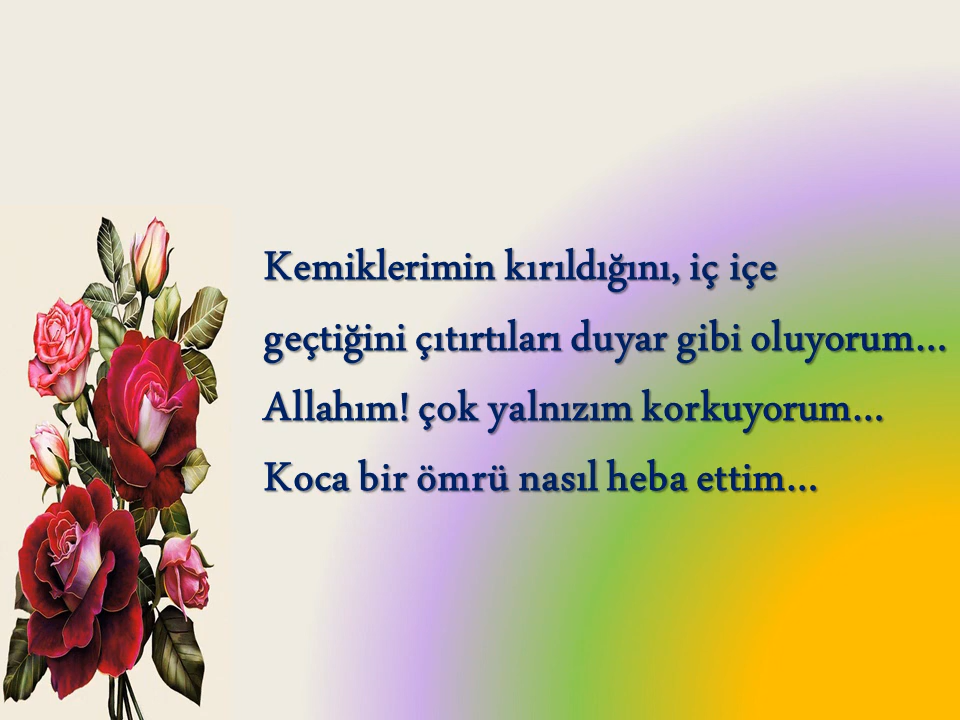 Kemiklerimin kırıldığını, iç içe
geçtiğini çıtırtıları duyar gibi oluyorum...
Allahım! çok yalnızım korkuyorum...
Koca bir ömrü nasıl heba ettim...